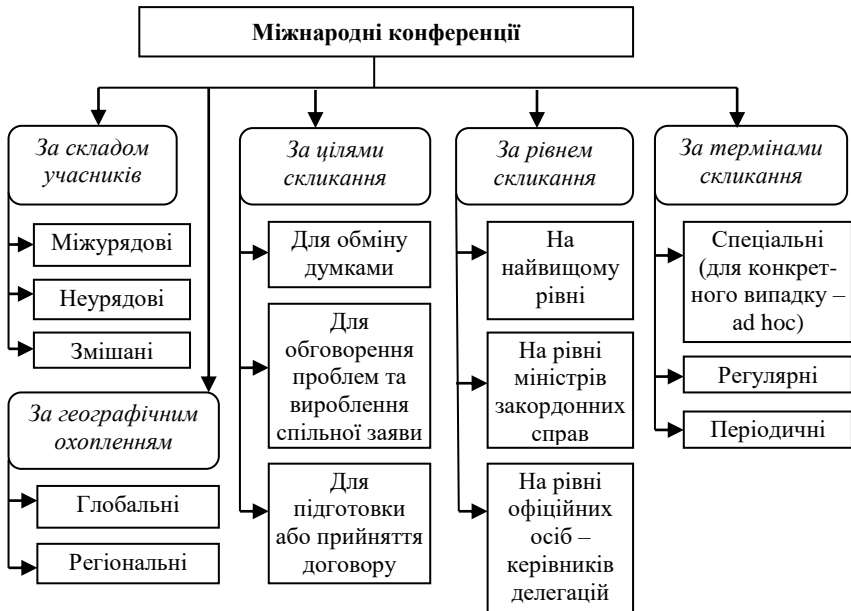 Міжнародні конференції
За складом
учасників
Міжурядові
Неурядові
Змішані
За географічним
охопленням
Глобальні
Регіональні
За цілями
скликання
Для обміну
думками
Для
обговорення
проблем та
вироблення
спільної заяви
Для
підготовки
або прийняття
договору
За рівнем
скликання
На
найвищому
рівні
На рівні
міністрів
закордонних
справ
На рівні
офіційних
осіб –
керівників
делегацій
За термінами
скликання
Спеціальні
(для конкрет-
ного випадку –
ad hoc)
Регулярні
Періодичні